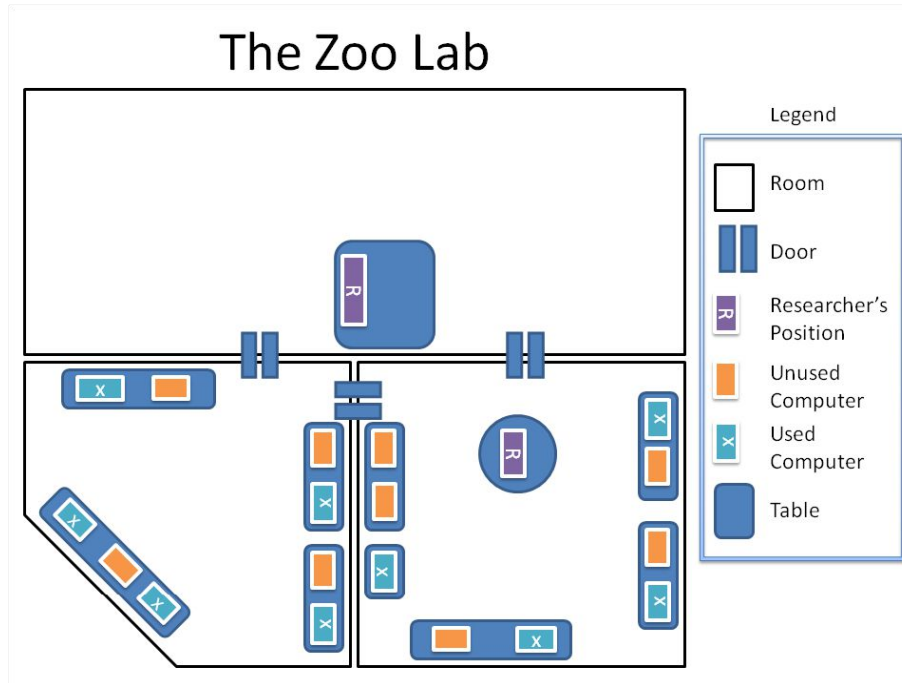 The Zoo Lab
Legend
Room
Door
R
Researcher's
Position
R
Unused
Computer
X
Used
Computer
Table
R
X
X
R
X
X
X
X
X
X
X